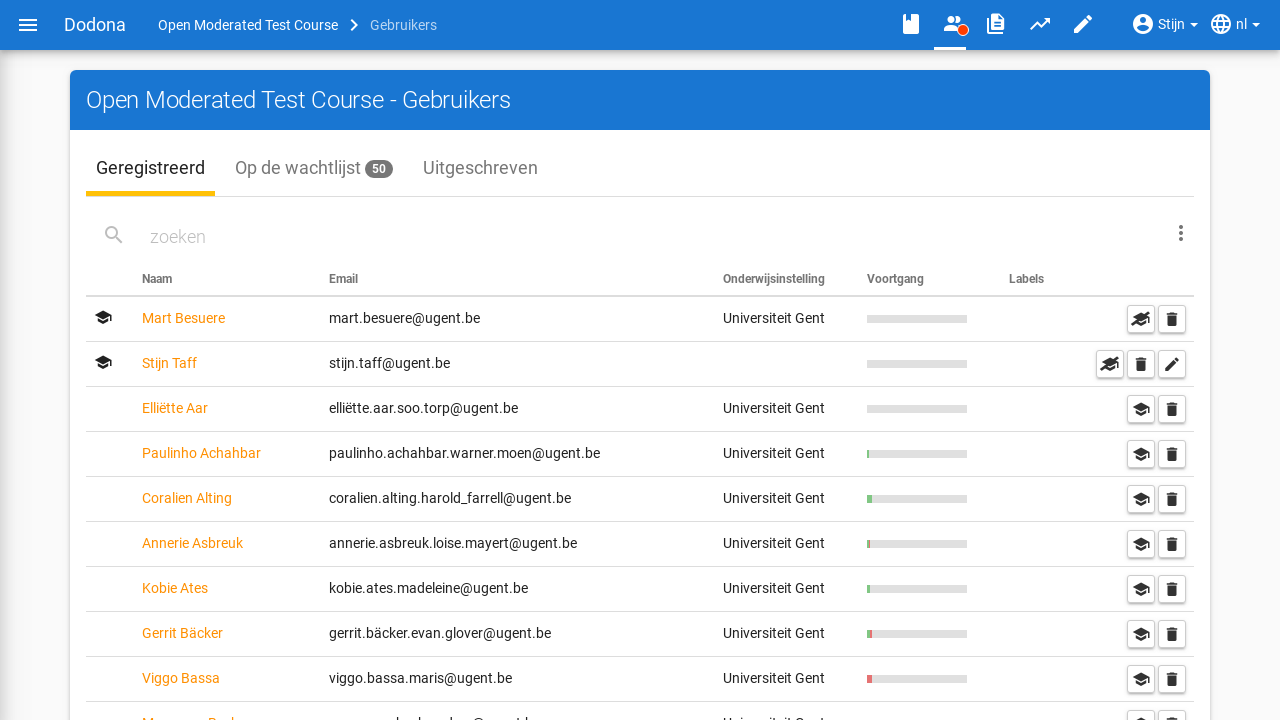 Dodona
Open Moderated Test Course
Gebruikers
Stijn
nl
Open Moderated Test Course - Gebruikers
Geregistreerd
Op de wachtlijst 50
Uitgeschreven
zoeken
Naam Email Onderwijsinstelling Voortgang Labels
Mart Besuere mart.besuere@ugent.be Universiteit Gent
Stijn Taff stijn.taff@ugent.be
Elliëtte Aar elliëtte.aar.soo.torp@ugent.be Universiteit Gent
Paulinho Achahbar paulinho.achahbar.warner.moen@ugent.be Universiteit Gent
Coralien Alting coralien.alting.harold_farrell@ugent.be Universiteit Gent
Annerie Asbreuk annerie.asbreuk.loise.mayert@ugent.be Universiteit Gent
Kobie Ates kobie.ates.madeleine@ugent.be Universiteit Gent
Gerrit Bäcker gerrit.bäcker.evan.glover@ugent.be Universiteit Gent
Viggo Bassa viggo.bassa.maris@ugent.be Universiteit Gent